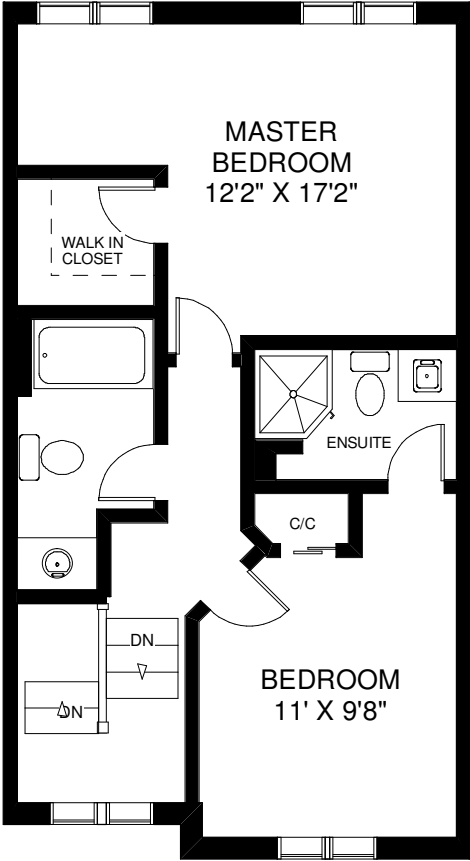 MASTER
BEDROOM
12'2" X 17'2"
WALK IN
CLOSET
ENSUITE
C/C
DN
DN
BEDROOM
11' X 9'8"